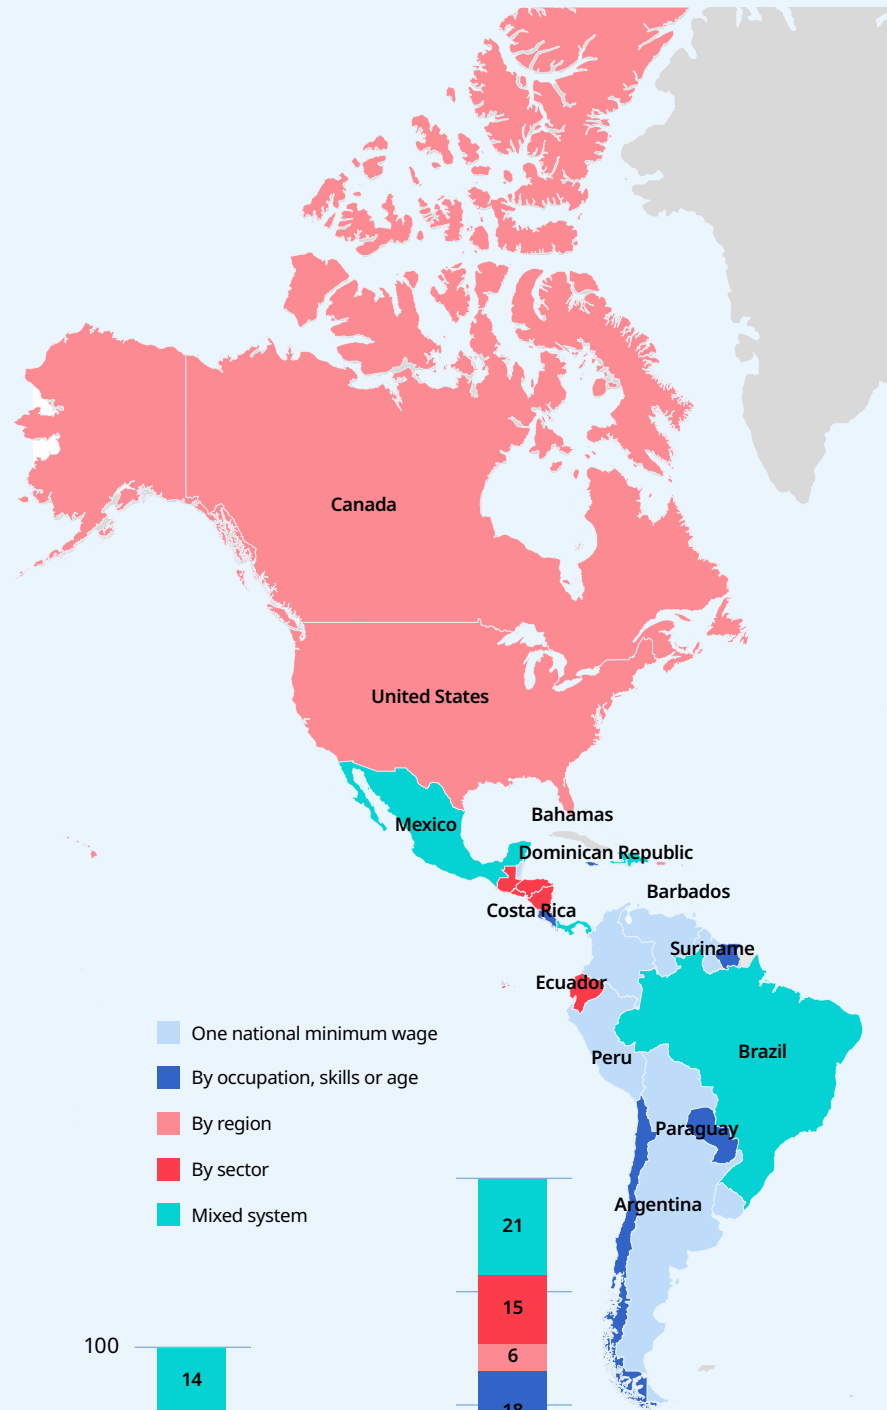 Canada
United States
Mexico
Bahamas
Dominican Republic
Barbados
Costa Rica
Suriname
Ecuador
Peru
Brazil
Paraguay
Argentina
One national minimum wage
By occupation, skills or age
By region
By sector
Mixed system
21
15
6
18
100
14